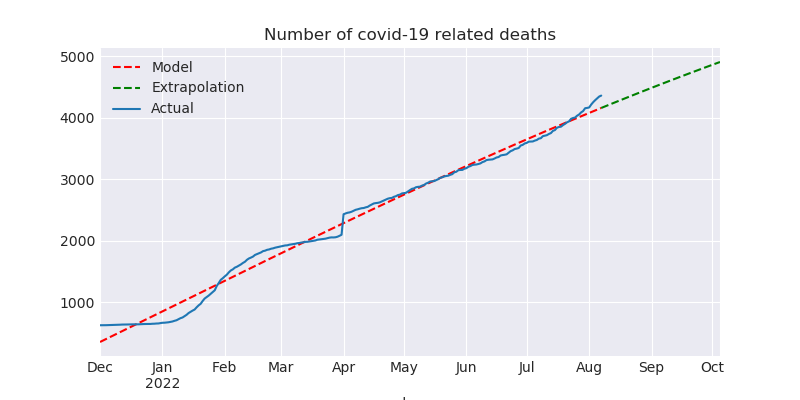 Number of covid-19 related deaths
5000
4000
3000
2000
1000
Model
Extrapolation
Actual
Dec Jan Feb Mar Apr May Jun Jul Aug Sep Oct
2022